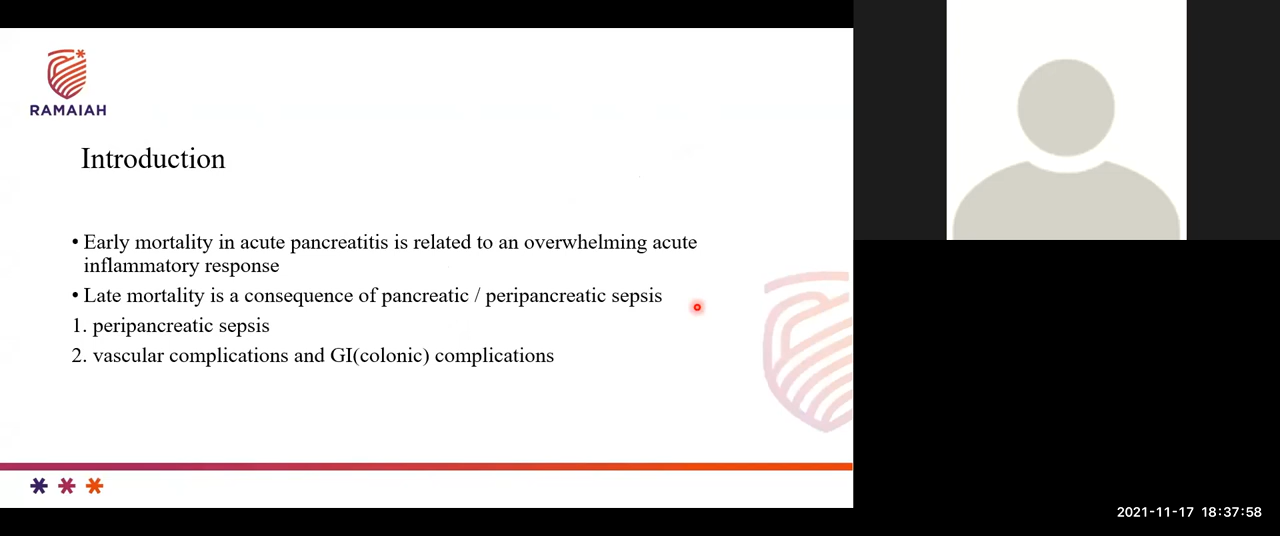 RAMAIAH
Introduction
• Early mortality in acute pancreatitis is related to an overwhelming acute
inflammatory response
• Late mortality is a consequence of pancreatic / peripancreatic sepsis
1. peripancreatic sepsis
2. vascular complications and GI(colonic) complications
2021-11-17 18:37:58